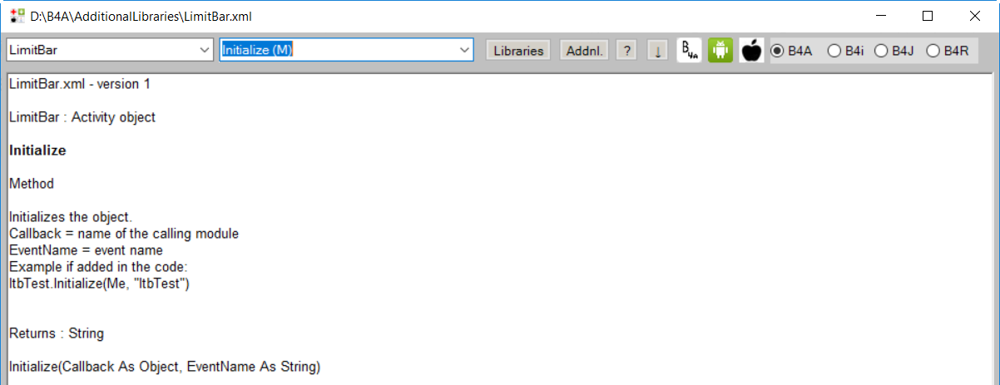 D:\B4A\AdditionalLibraries\LimitBar.xml
LimitBar Initialize (M) Libraries Addnl. ? ↓ B4A B4A B4i B4J B4R
LimitBar.xml - version 1
LimitBar : Activity object
Initialize
Method
Initializes the object.
Callback = name of the calling module
EventName = event name
Example if added in the code:
ltbTest.Initialize(Me, "ltbTest")
Returns : String
Initialize(Callback As Object, EventName As String)